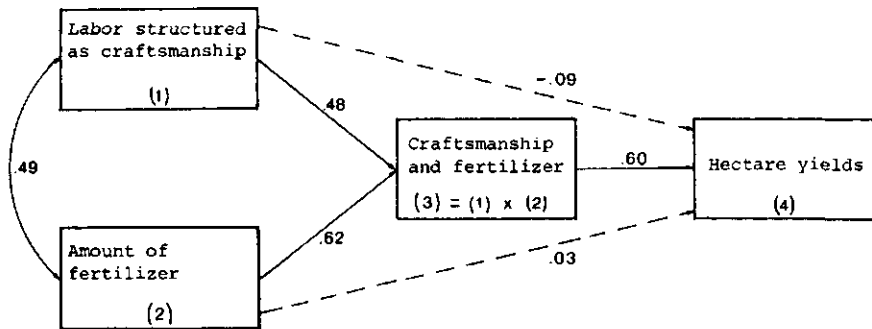 Labor structured
as craftsmanship
(1)
-.09
.48
.49
Craftsmanship
and fertilizer
(3) = (1) x (2)
.60
Hectare yields
(4)
.62
Amount of
fertilizer
(2)
.03